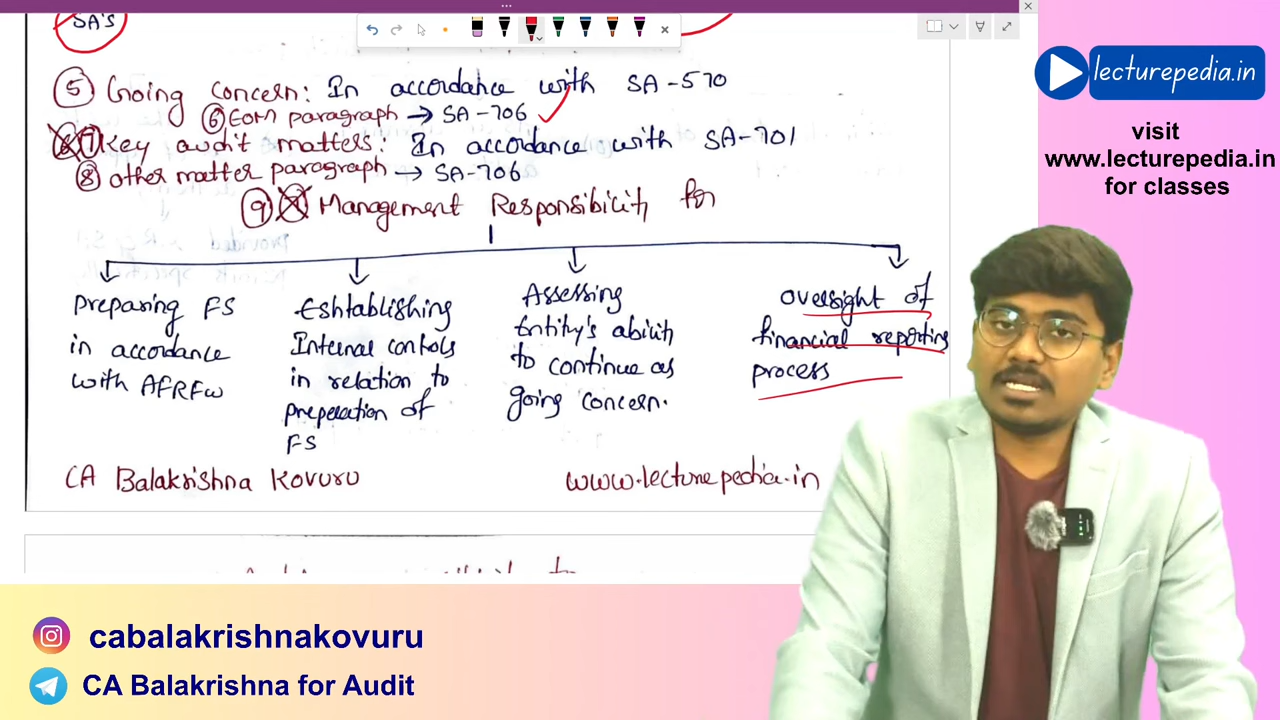 SA's
⑤ Going concern: In accordance with SA-570
⑥ EOM paragraph → SA-706
⑦ Key audit matters: In accordance with SA-701
⑧ other matter paragraph → SA-706
⑨ Management Responsibility for
preparing FS
in accordance
with AFRFw
Eshtablishing
Internal controls
in relation to
preperation of
FS
Assessing
Entity's ability
to continue as
going concern.
oversight of
financial reporting
process
CA Balakrishna Kovuru www.lecturepedia.in
lecturepedia.in
visit
www.lecturepedia.in
for classes
cabalakrishnakovuru
CA Balakrishna for Audit